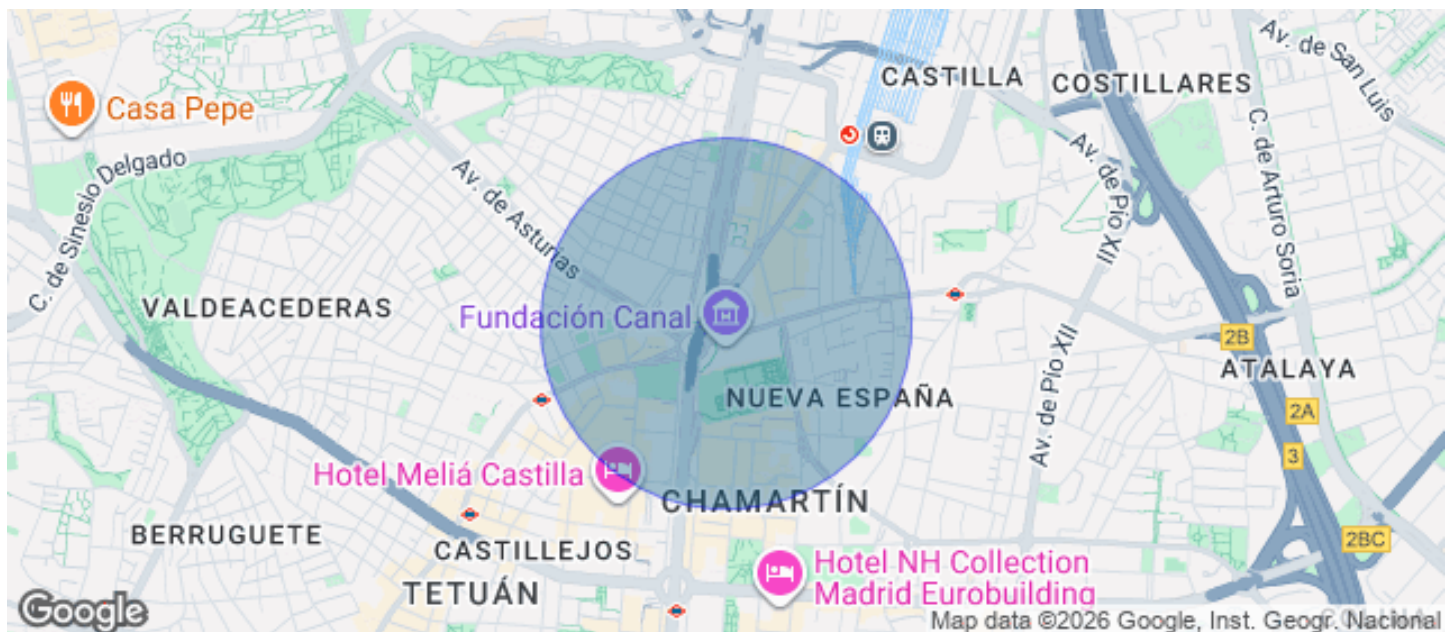 Av. de San Luis
CASTILLA
COSTILLARES
Casa Pepe
C. de Sinesio Delgado
Av. de Asturias
Av. de Pío XII
C. de Arturo Soria
VALDEACEDERAS
Fundación Canal
2B
ATALAYA
NUEVA ESPAÑA
Av. de Pío XII
2A
3
Hotel Meliá Castilla
CHAMARTÍN
BERRUGUETE
CASTILLEJOS
2BC
TETUÁN
Hotel NH Collection
Madrid Eurobuilding
Google
Map data ©2026 Google, Inst. Geogr. Nacional